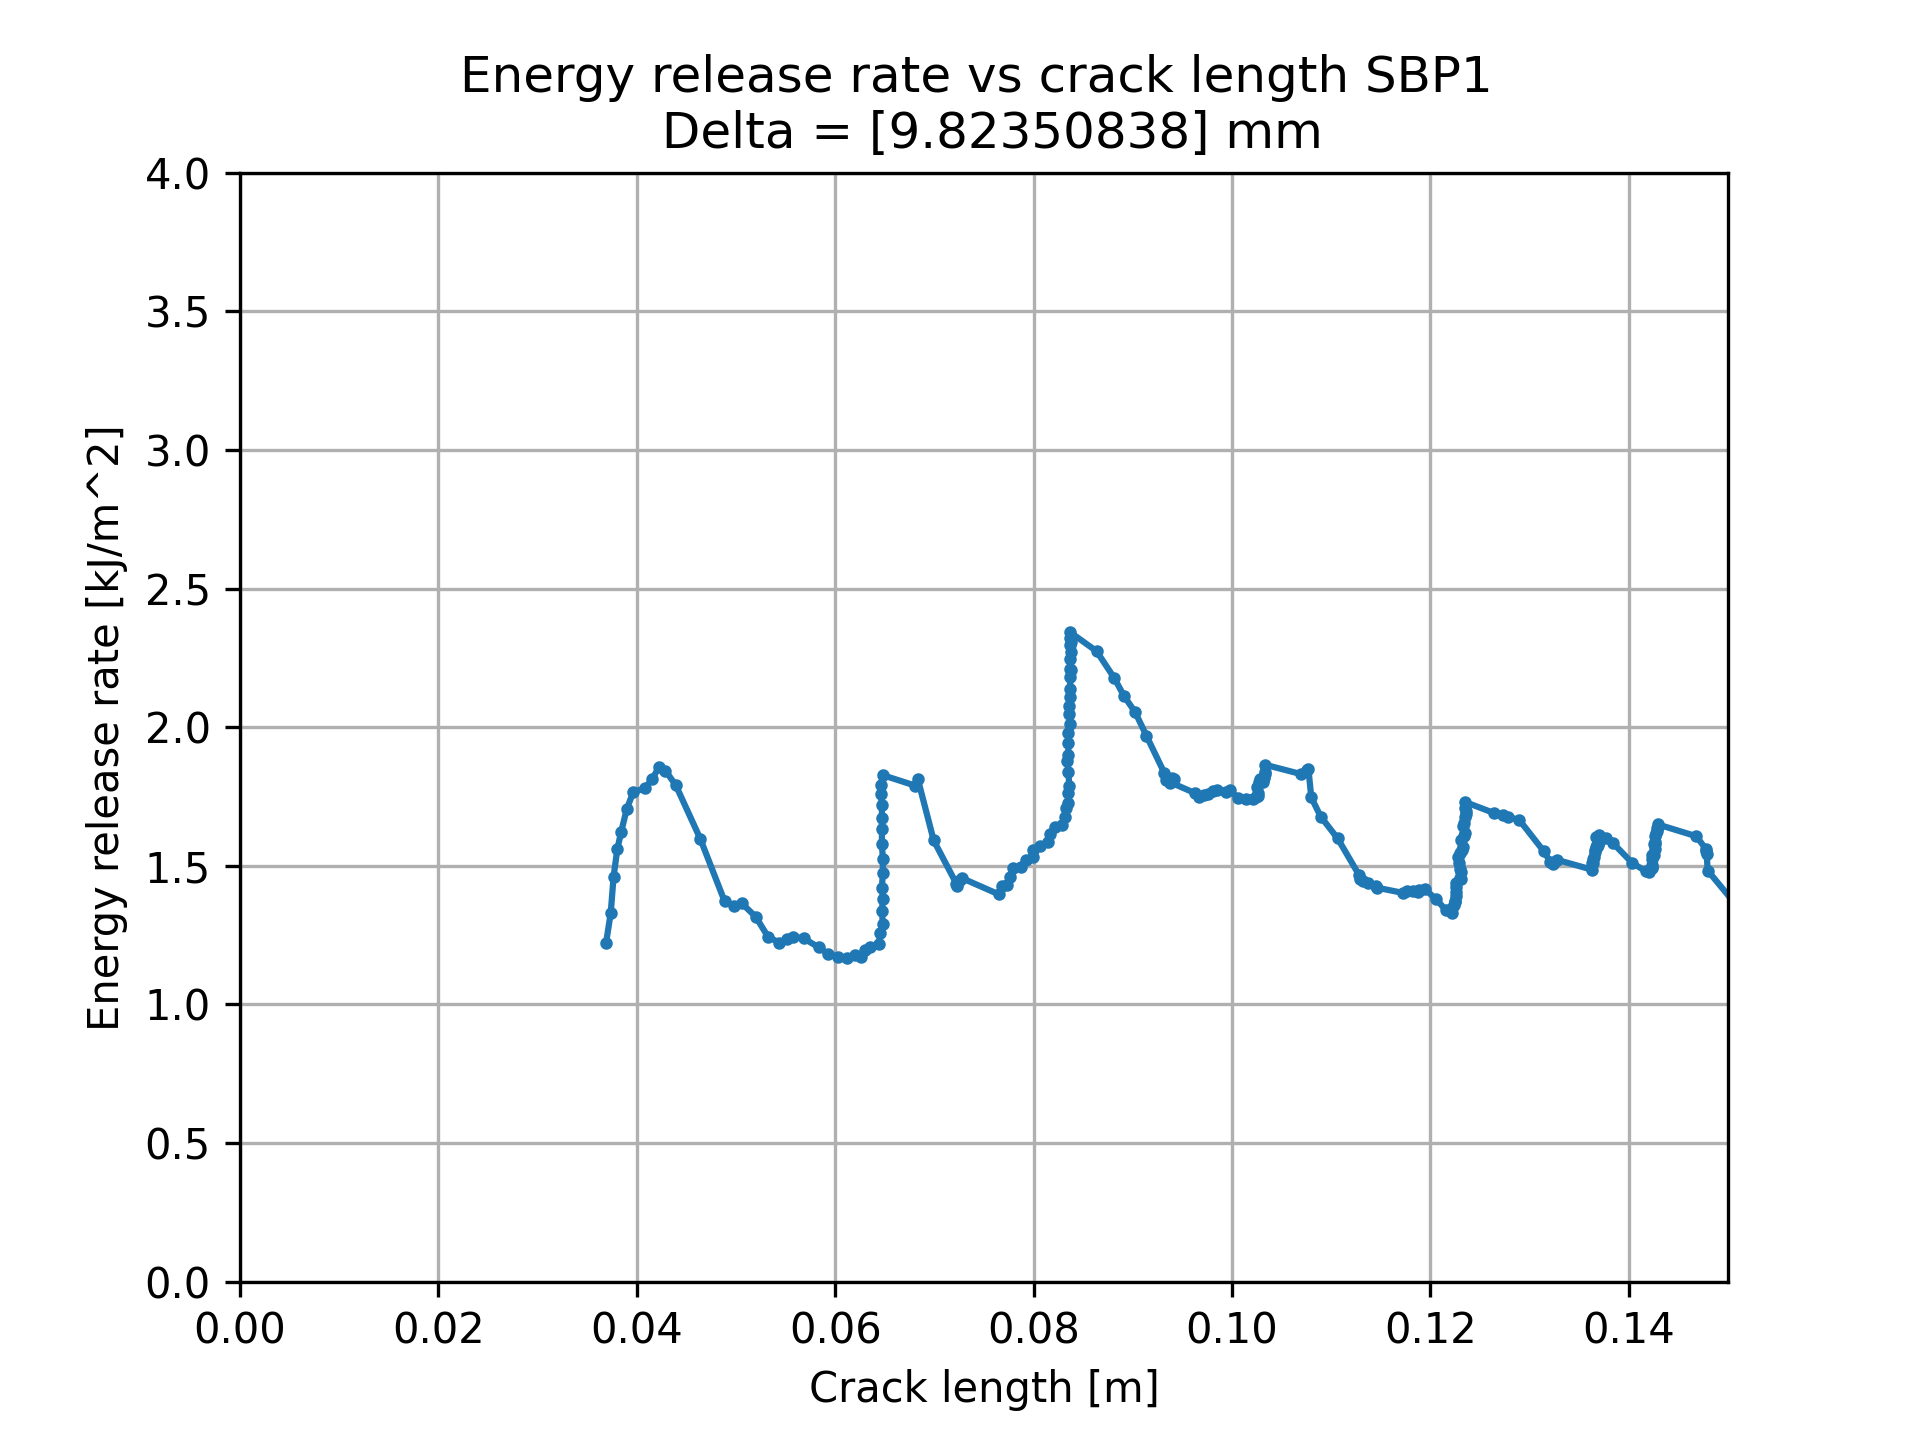 Energy release rate vs crack length SBP1
Delta = [9.82350838] mm
4.0
3.5
3.0
2.5
2.0
1.5
1.0
0.5
0.0
Energy release rate [kJ/m^2]
0.00 0.02 0.04 0.06 0.08 0.10 0.12 0.14
Crack length [m]